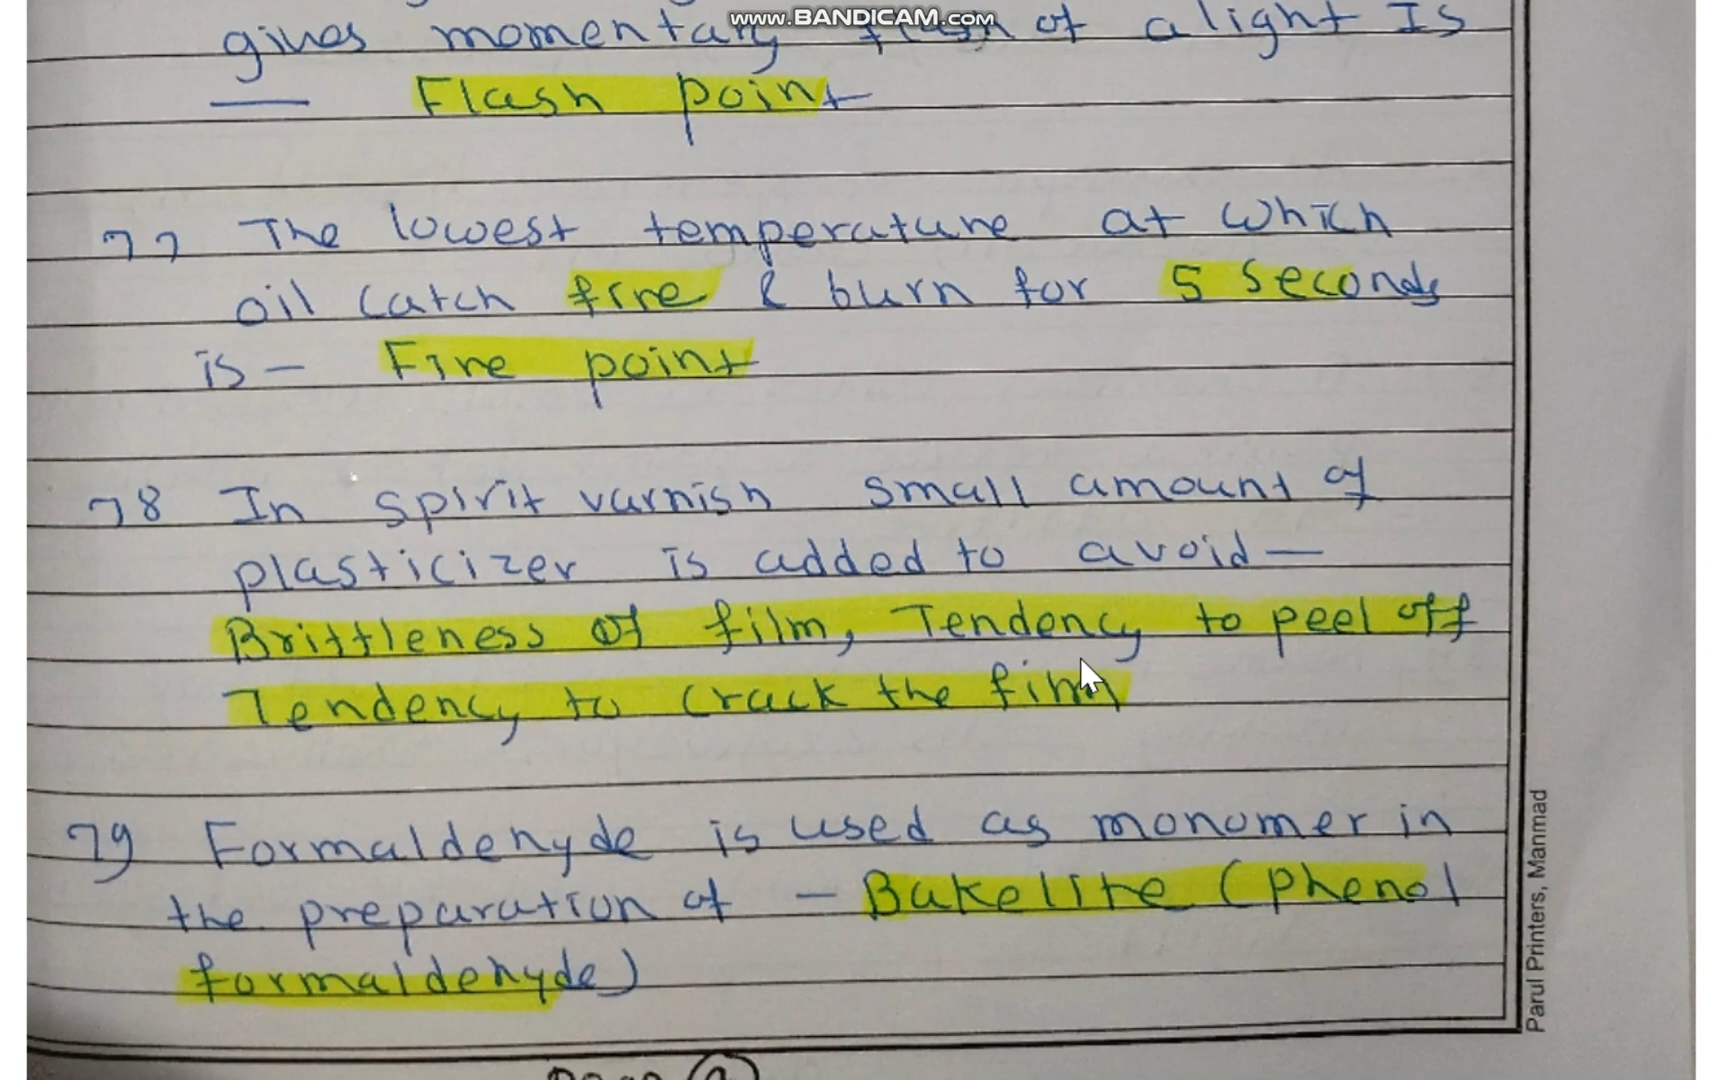 www.BANDICAM.com
gives momentary flash of a light Is
— Flash point
77 The lowest temperature at which
oil catch fire & burn for 5 seconds
is — Fire point
78 In spirit varnish small amount of
plasticizer is added to avoid —
Brittleness of film, Tendency to peel off
Tendency to crack the film
79 Formaldehyde is used as monomer in
the preparation of — Bakelite (phenol
formaldehyde)
Parul Printers, Manmad